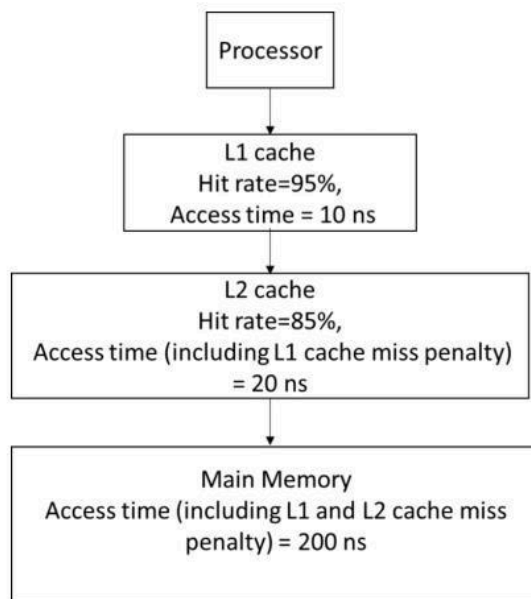 Processor
L1 cache
Hit rate=95%,
Access time = 10 ns
L2 cache
Hit rate=85%,
Access time (including L1 cache miss penalty)
= 20 ns
Main Memory
Access time (including L1 and L2 cache miss
penalty) = 200 ns